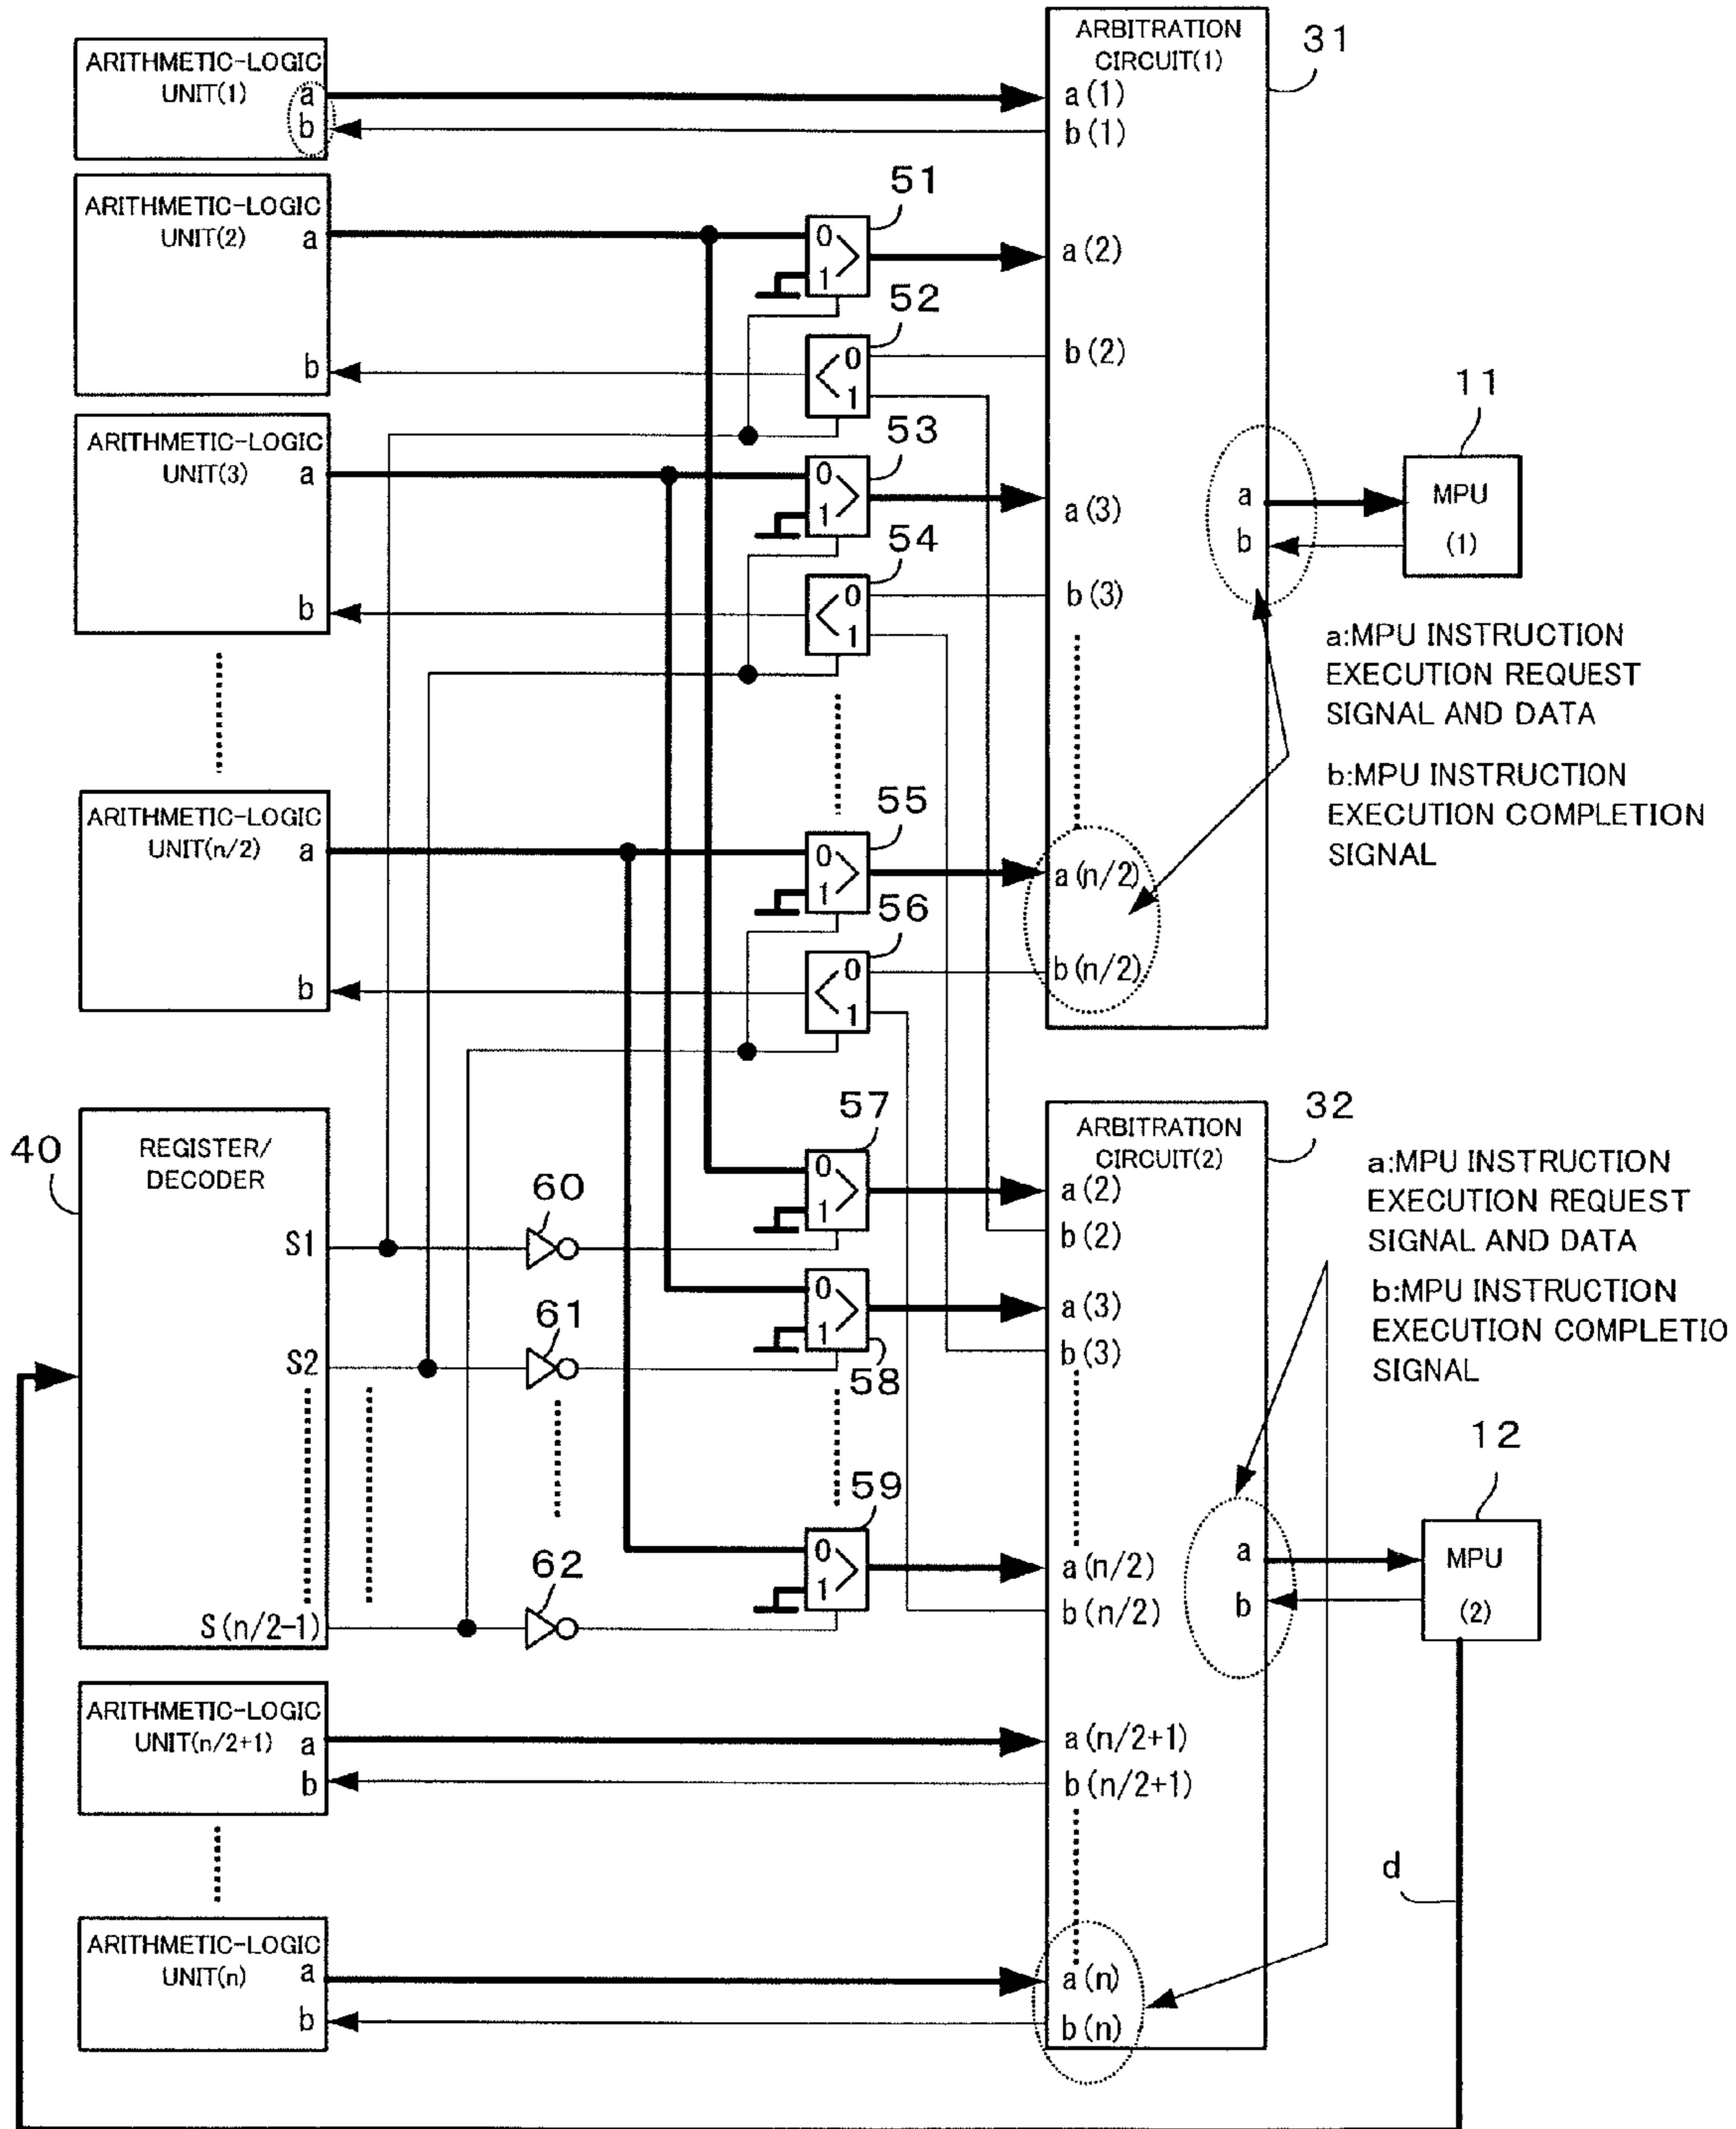 ARITHMETIC-LOGIC
UNIT(1)
a
b
ARBITRATION
CIRCUIT(1)
31
a(1)
b(1)
ARITHMETIC-LOGIC
UNIT(2)
a
b
51
0
1
a(2)
52
0
1
b(2)
ARITHMETIC-LOGIC
UNIT(3)
a
b
53
0
1
a(3)
54
0
1
b(3)
a
b
11
MPU
(1)
a:MPU INSTRUCTION
EXECUTION REQUEST
SIGNAL AND DATA
b:MPU INSTRUCTION
EXECUTION COMPLETION
SIGNAL
ARITHMETIC-LOGIC
UNIT(n/2)
a
b
55
0
1
a(n/2)
56
0
1
b(n/2)
40
REGISTER/
DECODER
S1
S2
S(n/2-1)
60
61
62
57
0
1
0
1
58
59
0
1
ARBITRATION
CIRCUIT(2)
32
a(2)
b(2)
a(3)
b(3)
a(n/2)
b(n/2)
a:MPU INSTRUCTION
EXECUTION REQUEST
SIGNAL AND DATA
b:MPU INSTRUCTION
EXECUTION COMPLETIO
SIGNAL
a
b
12
MPU
(2)
ARITHMETIC-LOGIC
UNIT(n/2+1)
a
b
a(n/2+1)
b(n/2+1)
d
ARITHMETIC-LOGIC
UNIT(n)
a
b
a(n)
b(n)